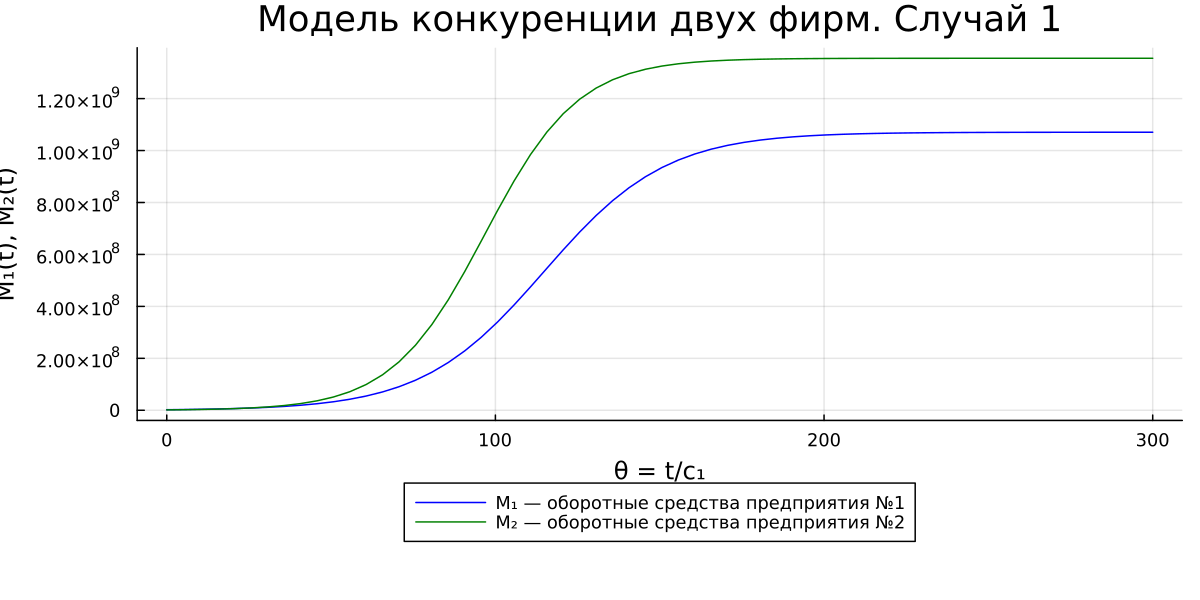 Модель конкуренции двух фирм. Случай 1
M₁(t), M₂(t)
1.20×10⁹
1.00×10⁹
8.00×10⁸
6.00×10⁸
4.00×10⁸
2.00×10⁸
0
0 100 200 300
θ = t/c₁
M₁ — оборотные средства предприятия №1
M₂ — оборотные средства предприятия №2